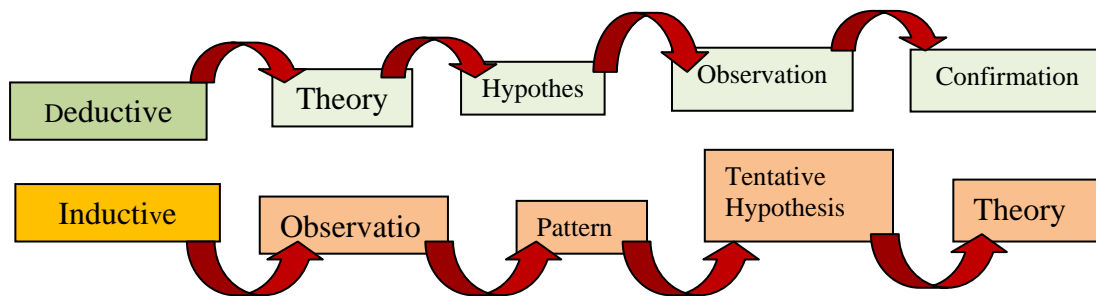 Deductive
Theory
Hypothes
Observation
Confirmation
Inductive
Observatio
Pattern
Tentative
Hypothesis
Theory